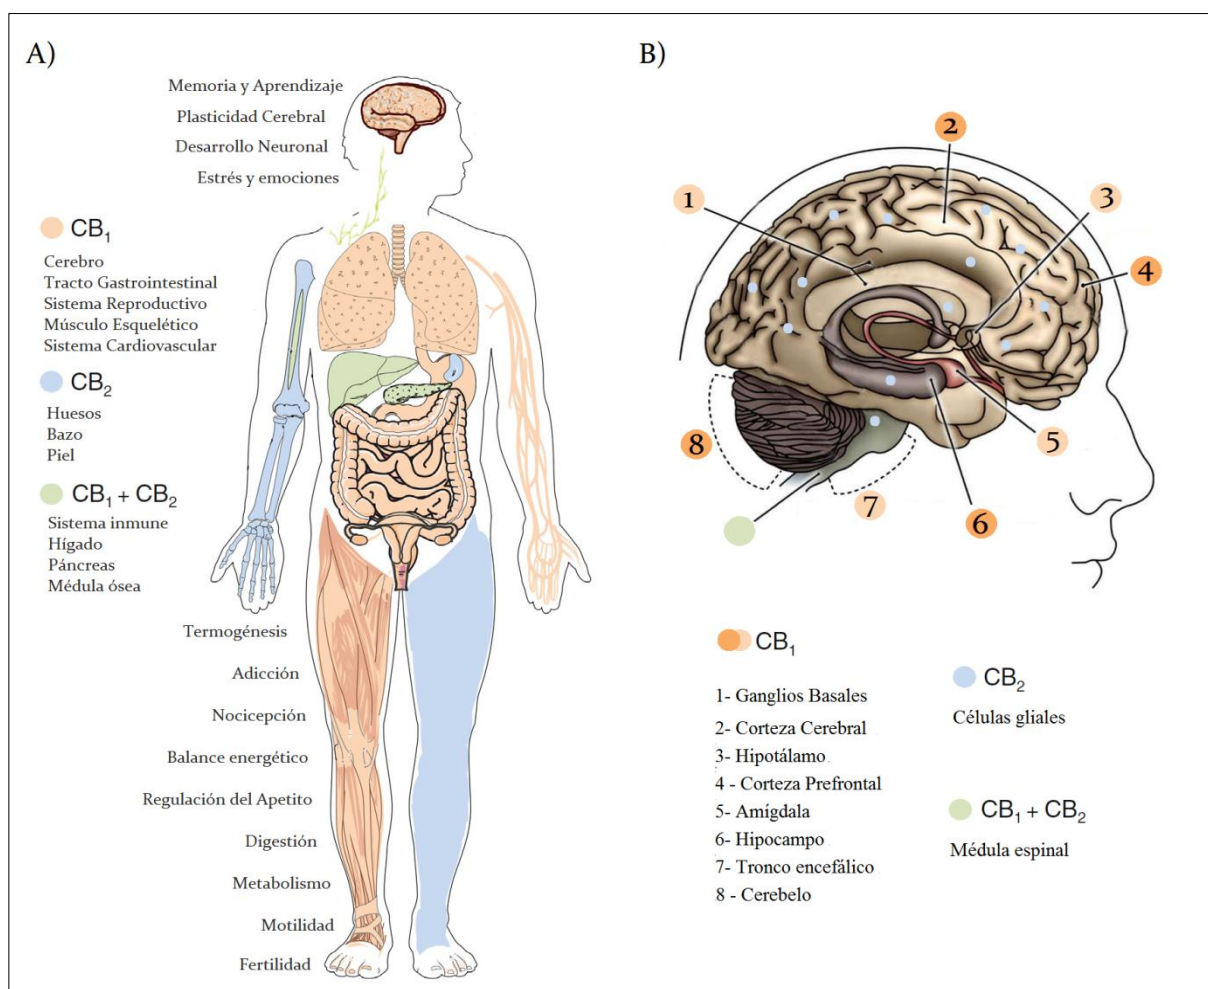 A)
Memoria y Aprendizaje
Plasticidad Cerebral
Desarrollo Neuronal
Estrés y emociones
CB1
Cerebro
Tracto Gastrointestinal
Sistema Reproductivo
Músculo Esquelético
Sistema Cardiovascular
CB2
Huesos
Bazo
Piel
CB1 + CB2
Sistema inmune
Hígado
Páncreas
Médula ósea
Termogénesis
Adicción
Nocicepción
Balance energético
Regulación del Apetito
Digestión
Metabolismo
Motilidad
Fertilidad
B)
2
1
3
4
5
8
7
6
CB1
1- Ganglios Basales
2- Corteza Cerebral
3- Hipotálamo
4 - Corteza Prefrontal
5- Amígdala
6- Hipocampo
7- Tronco encefálico
8 - Cerebelo
CB2
Células gliales
CB1 + CB2
Médula espinal